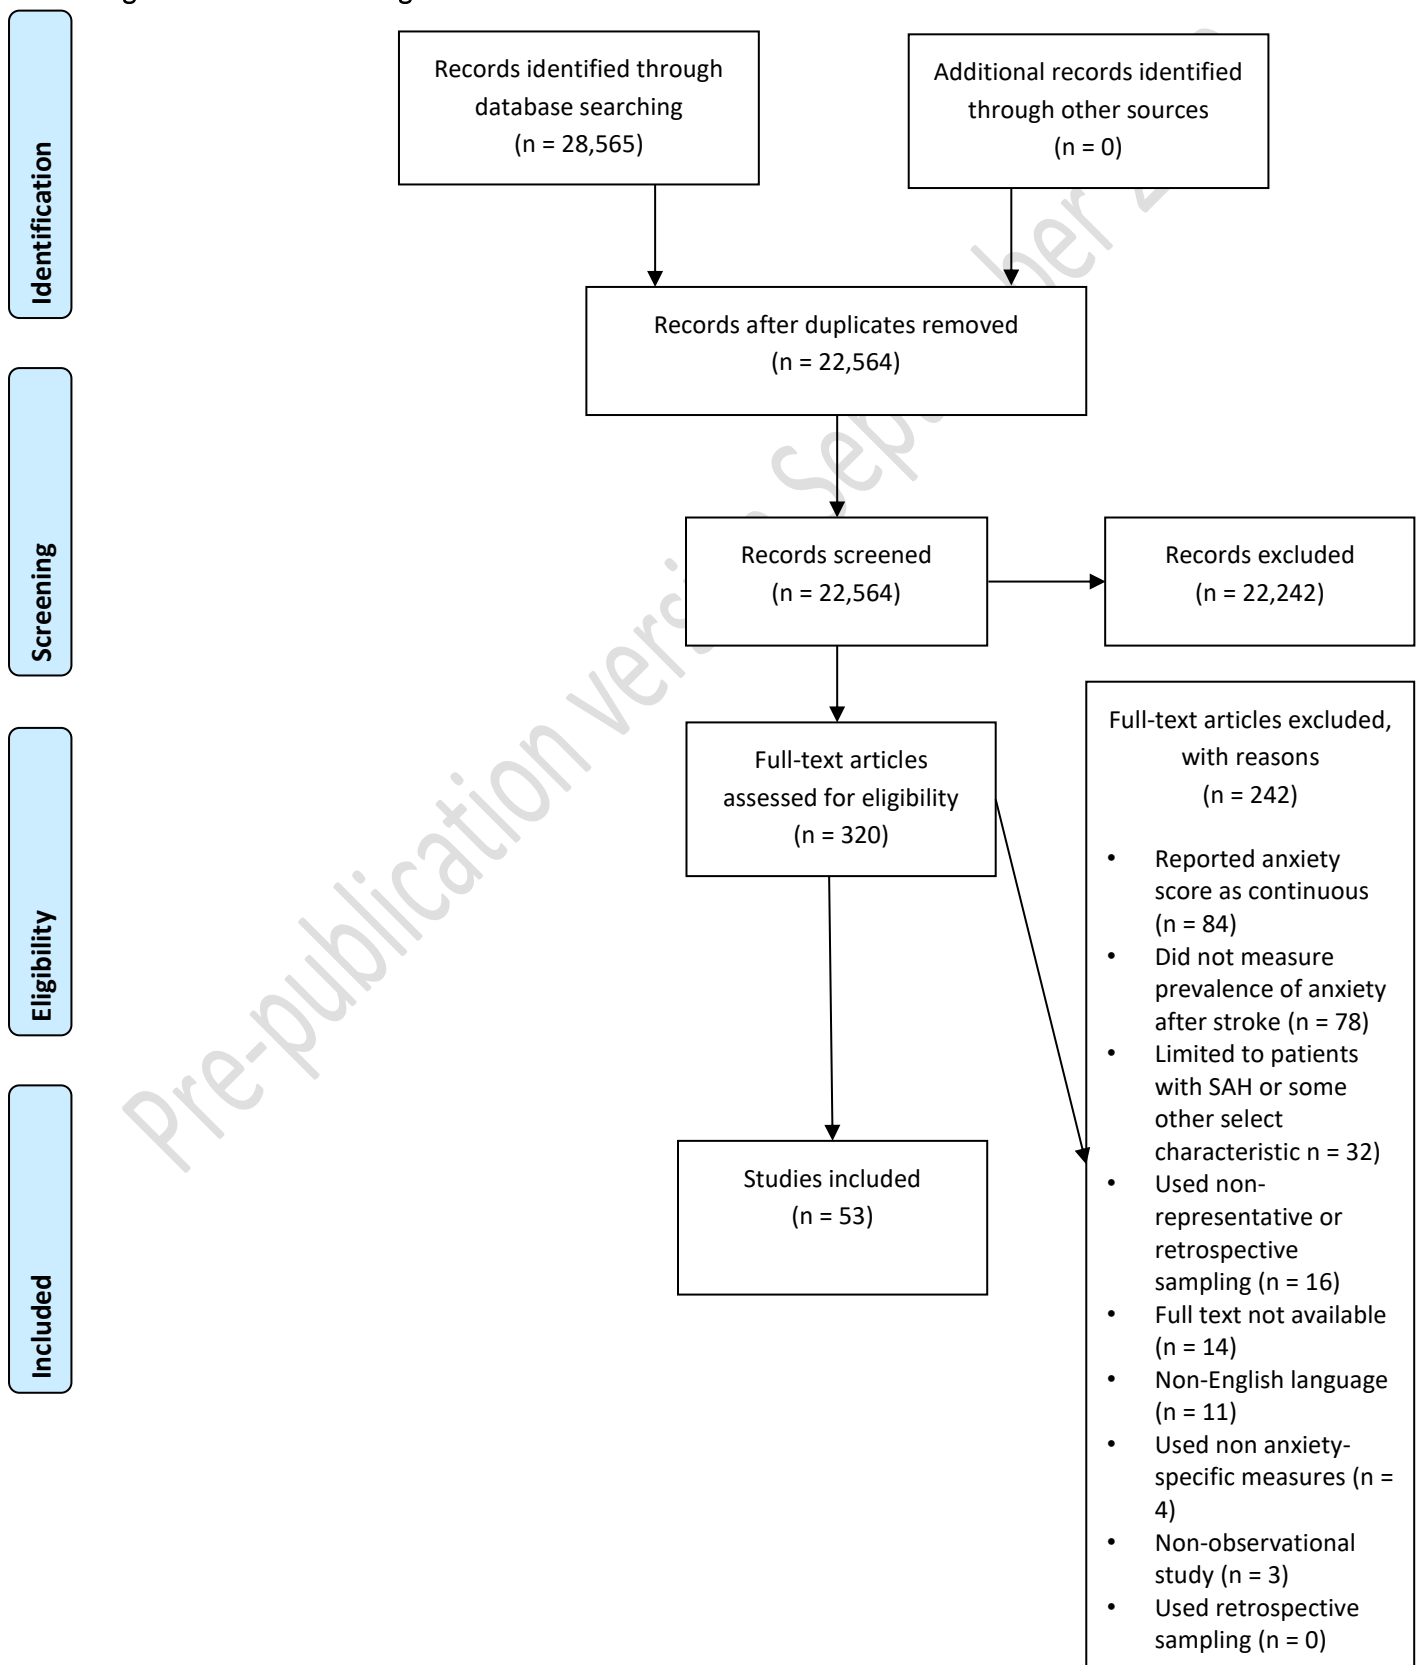 Identification
Records identified through
database searching
(n = 28,565)
Additional records identified
through other sources
(n = 0)
Records after duplicates removed
(n = 22,564)
Screening
Records screened
(n = 22,564)
Records excluded
(n = 22,242)
Eligibility
Full-text articles
assessed for eligibility
(n = 320)
Full-text articles excluded,
with reasons
(n = 242)
• Reported anxiety
score as continuous
(n = 84)
• Did not measure
prevalence of anxiety
after stroke (n = 78)
• Limited to patients
with SAH or some
other select
characteristic n = 32)
• Used non-
representative or
retrospective
sampling (n = 16)
• Full text not available
(n = 14)
• Non-English language
(n = 11)
• Used non anxiety-
specific measures (n =
4)
• Non-observational
study (n = 3)
• Used retrospective
sampling (n = 0)
Included
Studies included
(n = 53)
Pre-publication